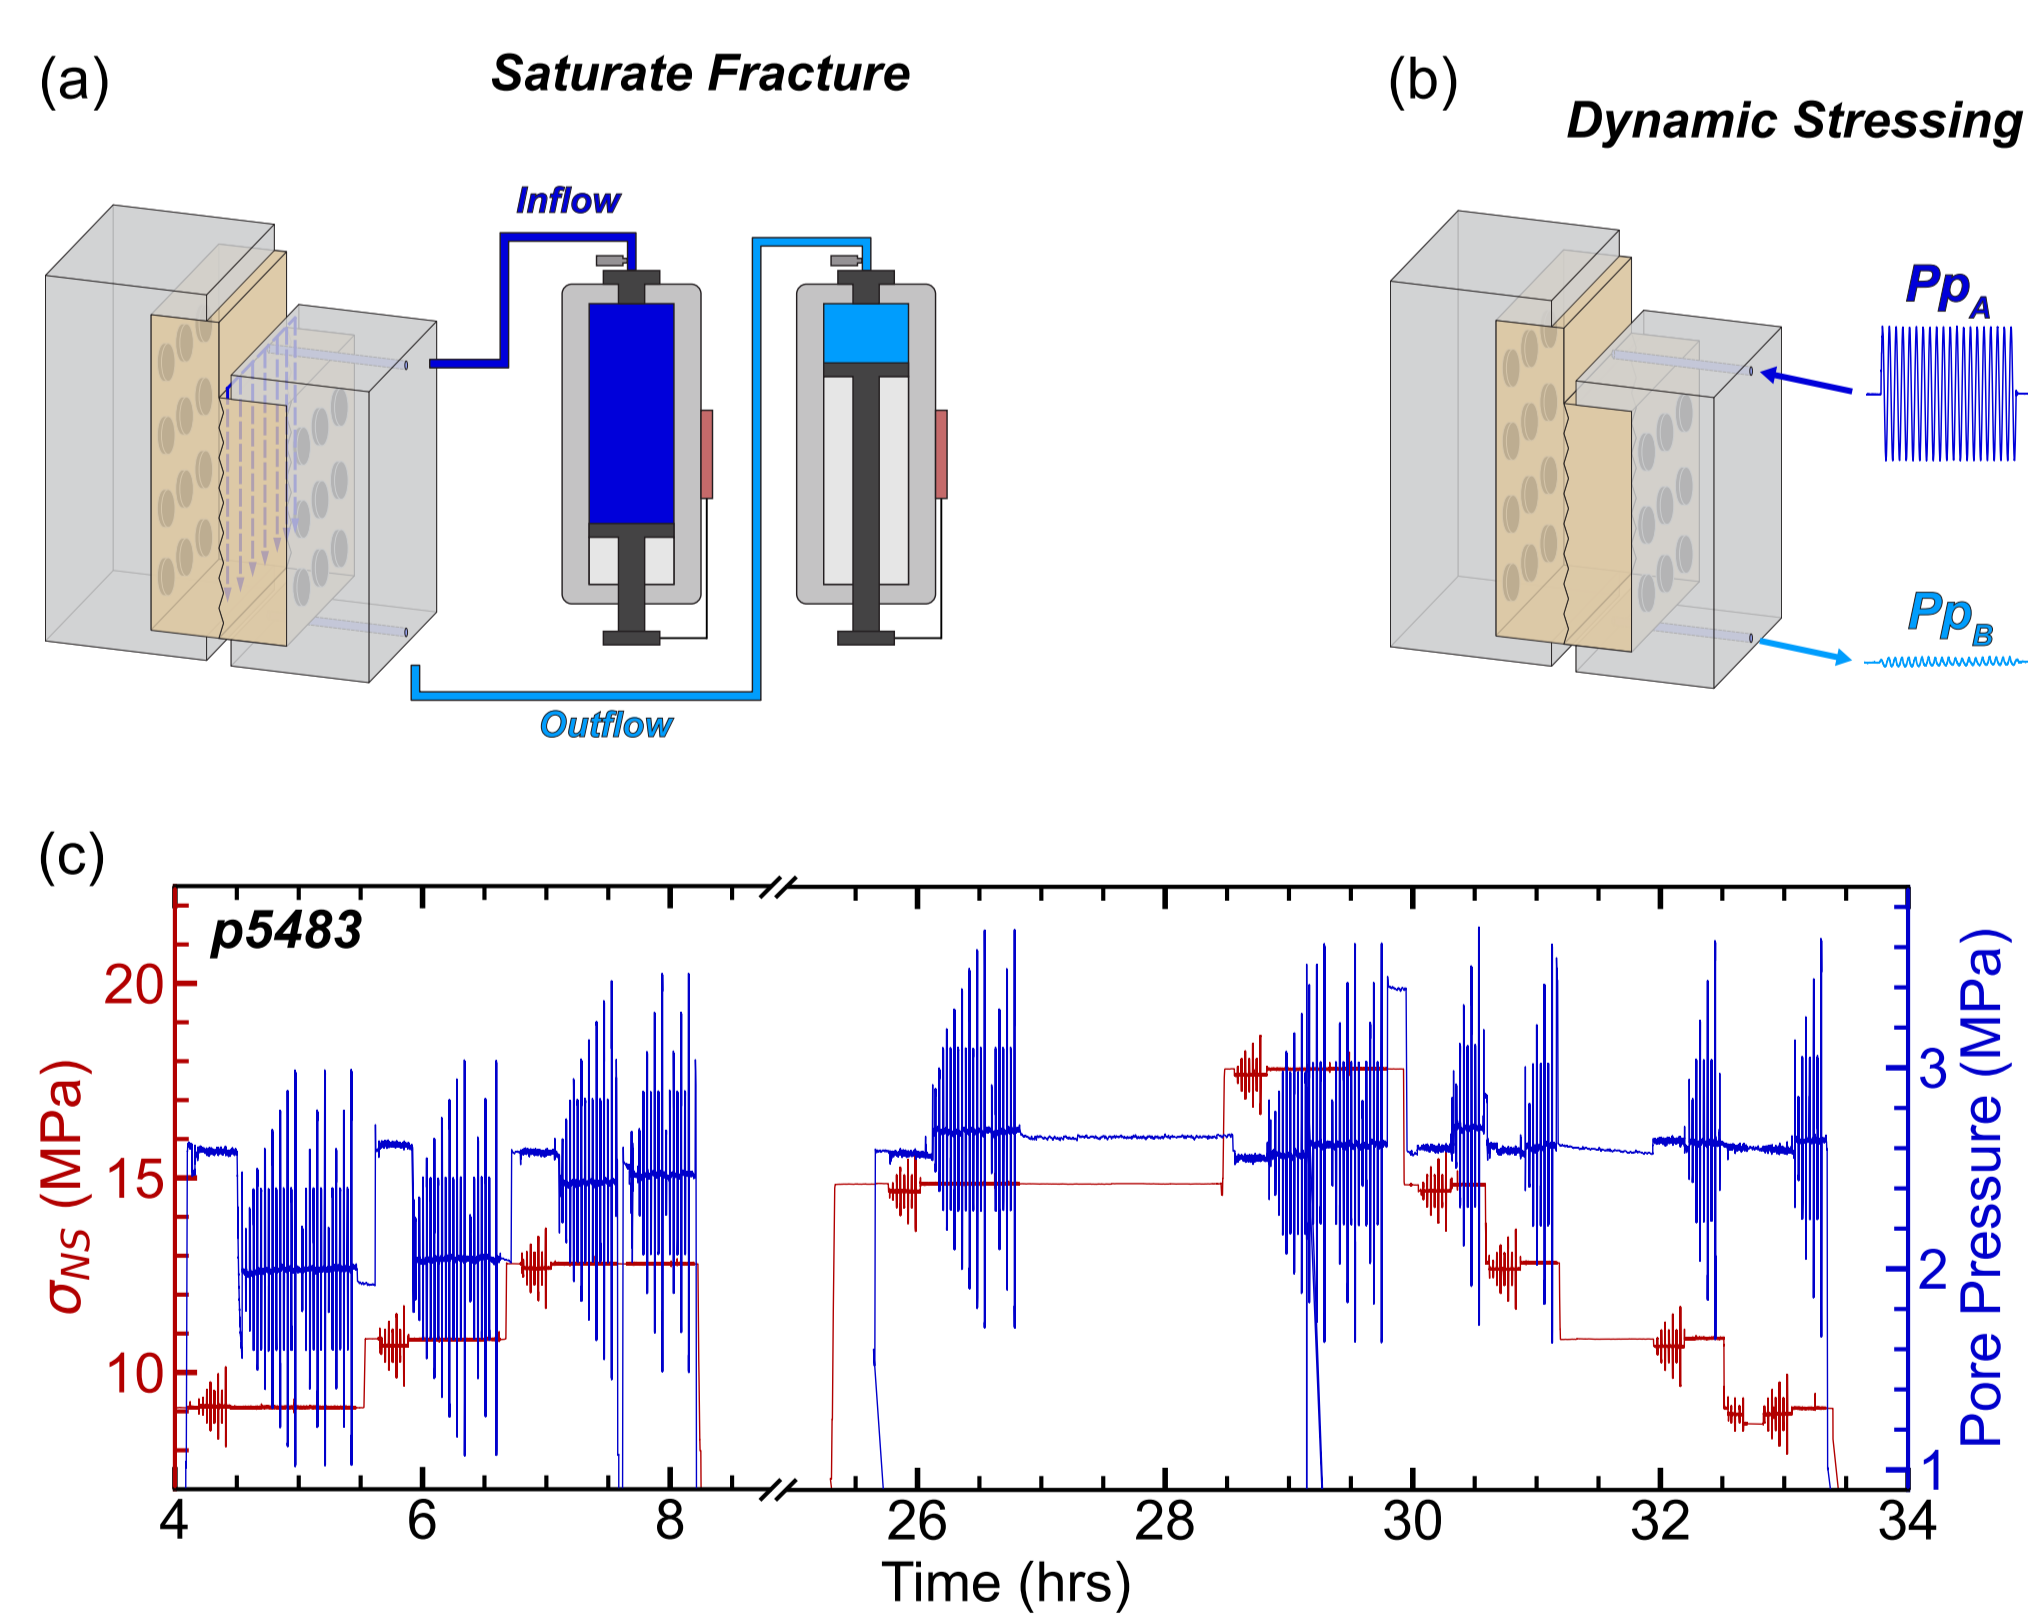 (a)
Saturate Fracture
(b)
Dynamic Stressing
Inflow
Outflow
PpA
PpB
(c)
p5483
20
15
10
σNS (MPa)
3
2
1
Pore Pressure (MPa)
4 6 8 26 28 30 32 34
Time (hrs)